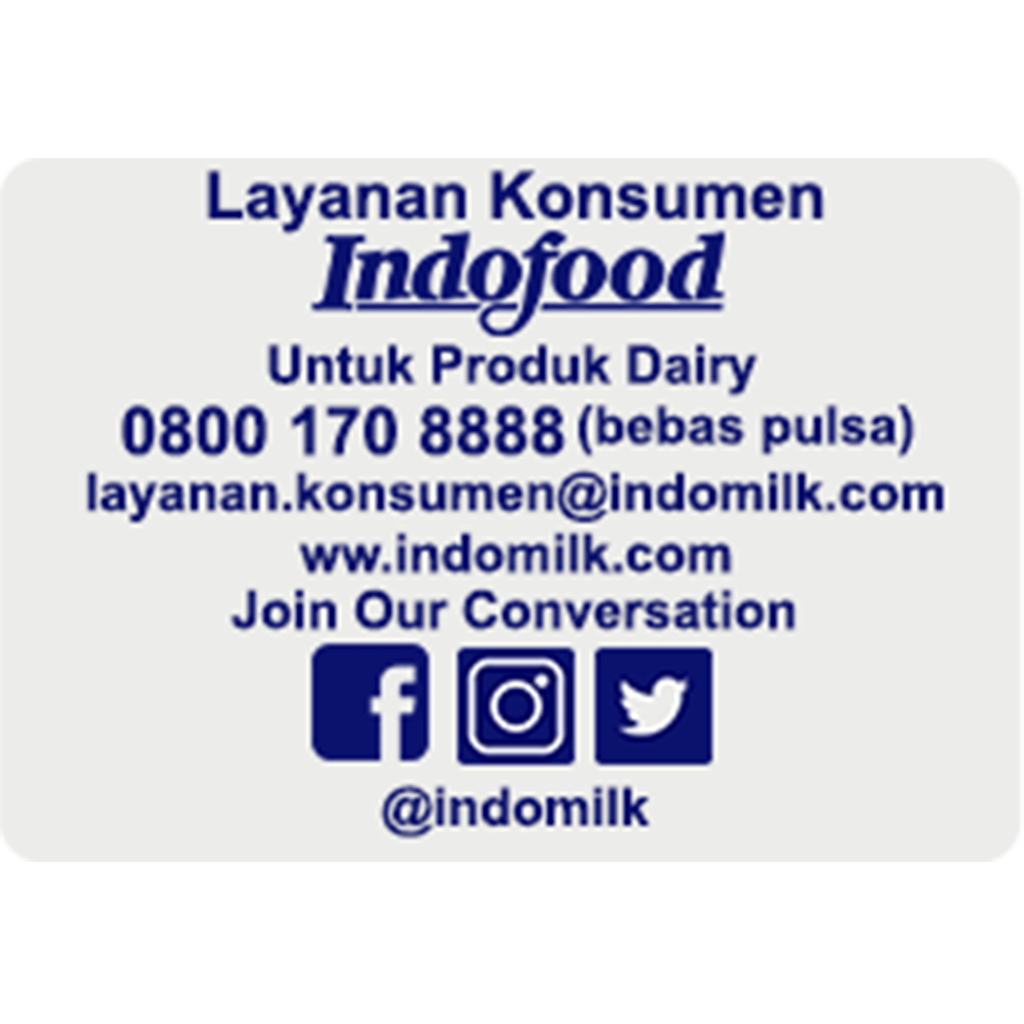 Layanan Konsumen
Indofood
Untuk Produk Dairy
0800 170 8888 (bebas pulsa)
layanan.konsumen@indomilk.com
ww.indomilk.com
Join Our Conversation
@indomilk